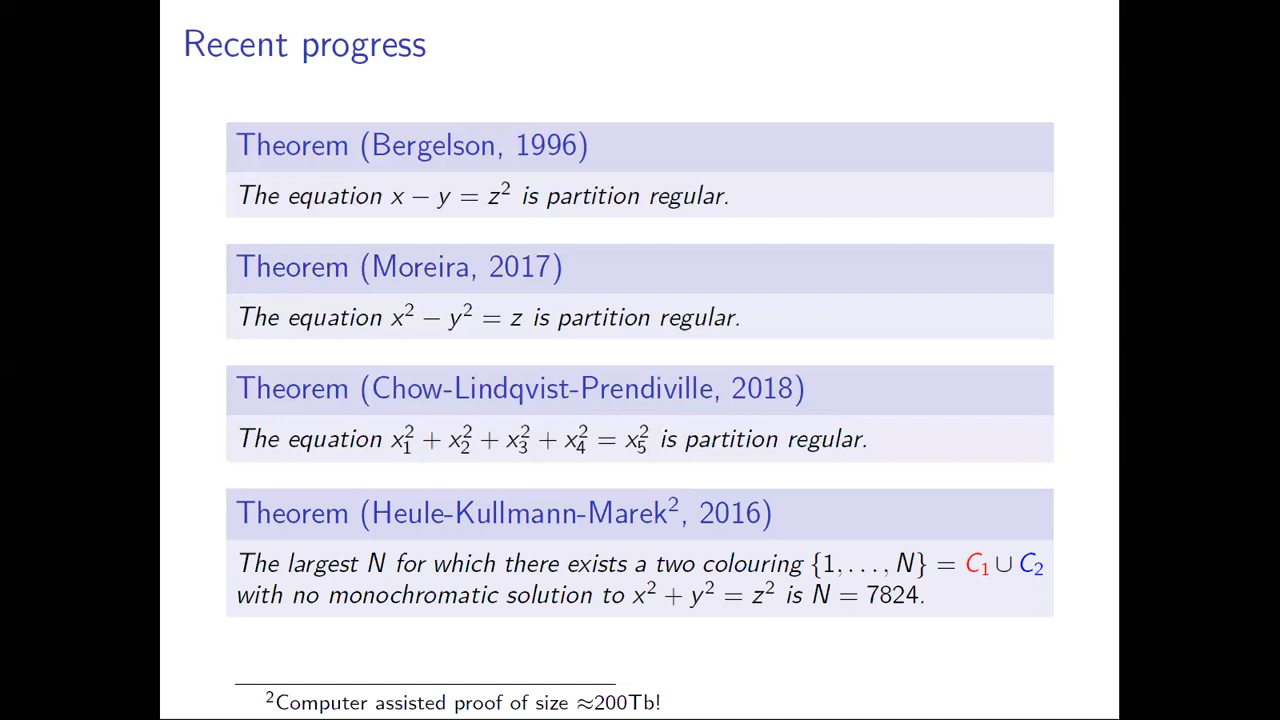 Recent progress
Theorem (Bergelson, 1996)
The equation x − y = z² is partition regular.
Theorem (Moreira, 2017)
The equation x² − y² = z is partition regular.
Theorem (Chow-Lindqvist-Prendiville, 2018)
The equation x₁² + x₂² + x₃² + x₄² = x₅² is partition regular.
Theorem (Heule-Kullmann-Marek², 2016)
The largest N for which there exists a two colouring {1, . . . , N} = C₁ ∪ C₂
with no monochromatic solution to x² + y² = z² is N = 7824.
²Computer assisted proof of size ≈200Tb!